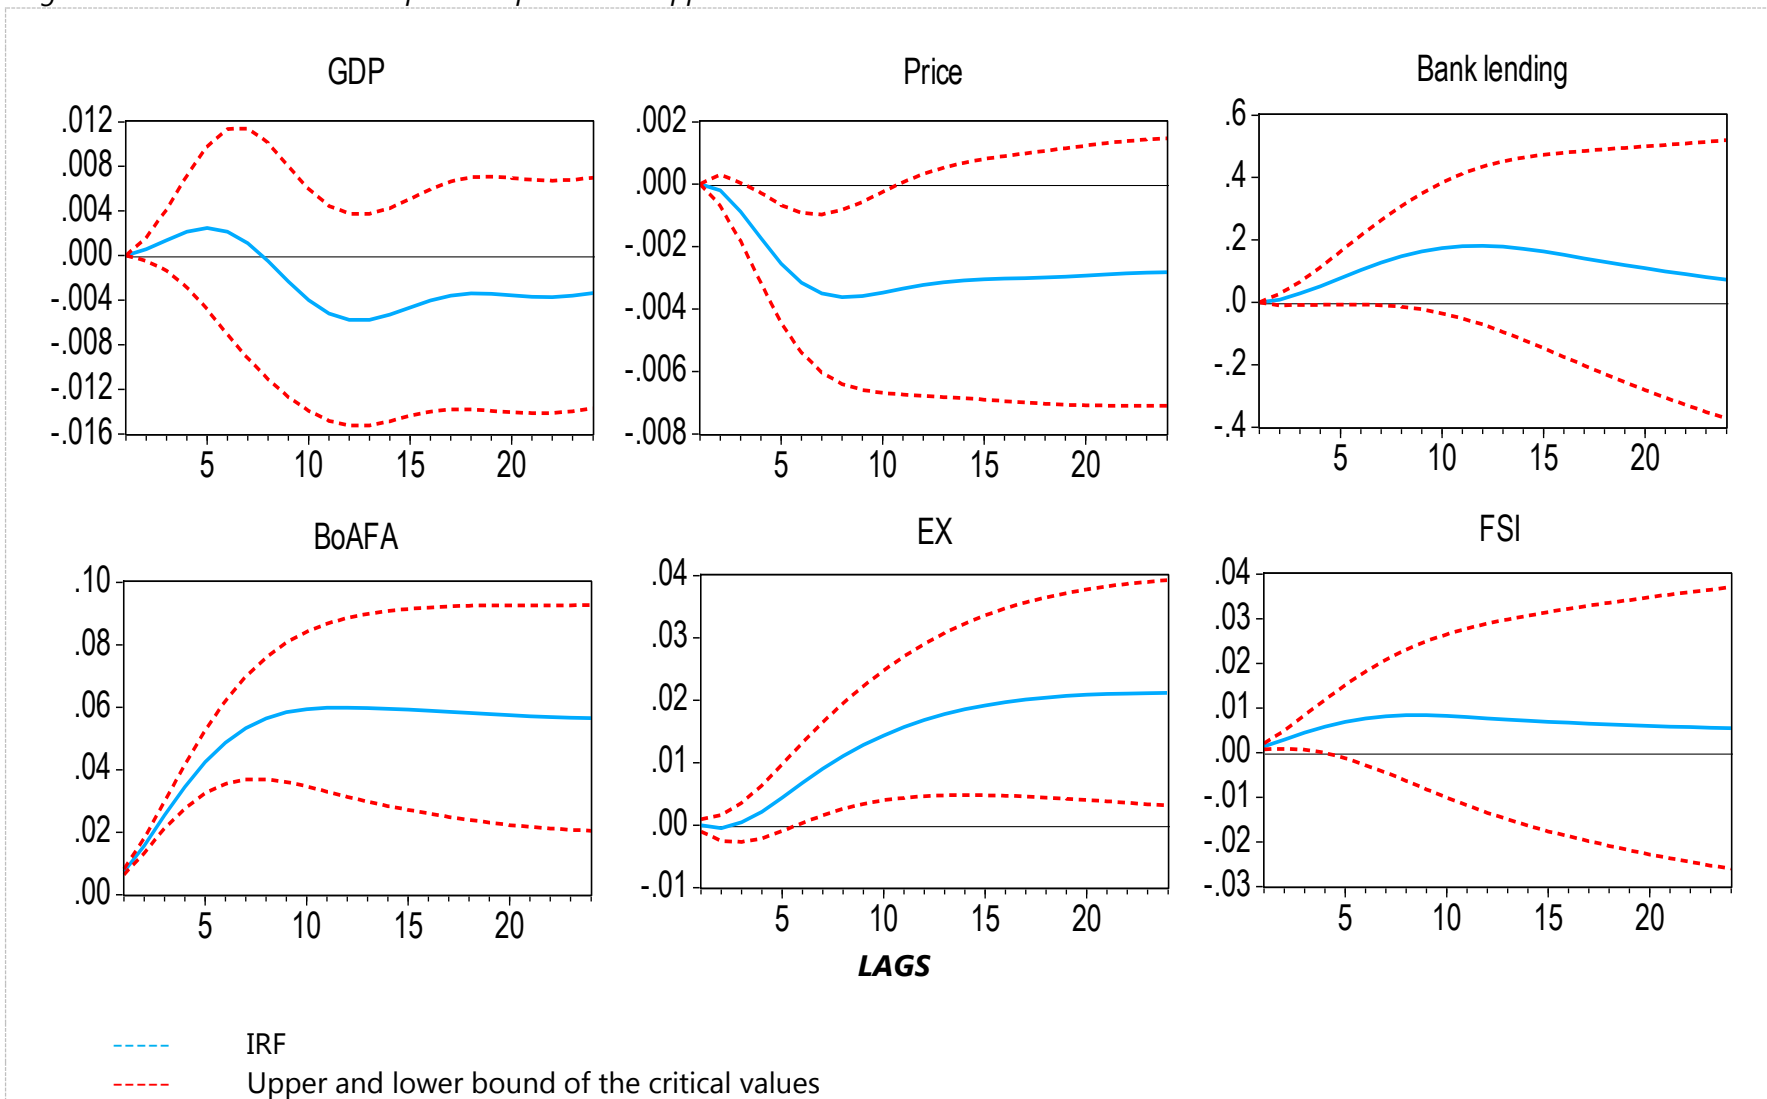 GDP
Price
Bank lending
.012
.008
.004
.000
-.004
-.008
-.012
-.016
5 10 15 20
.002
.000
-.002
-.004
-.006
-.008
5 10 15 20
.6
.4
.2
.0
-.2
-.4
5 10 15 20
BoAFA
EX
FSI
.10
.08
.06
.04
.02
.00
5 10 15 20
.04
.03
.02
.01
.00
-.01
5 10 15 20
.04
.03
.02
.01
.00
-.01
-.02
-.03
5 10 15 20
LAGS
IRF
Upper and lower bound of the critical values